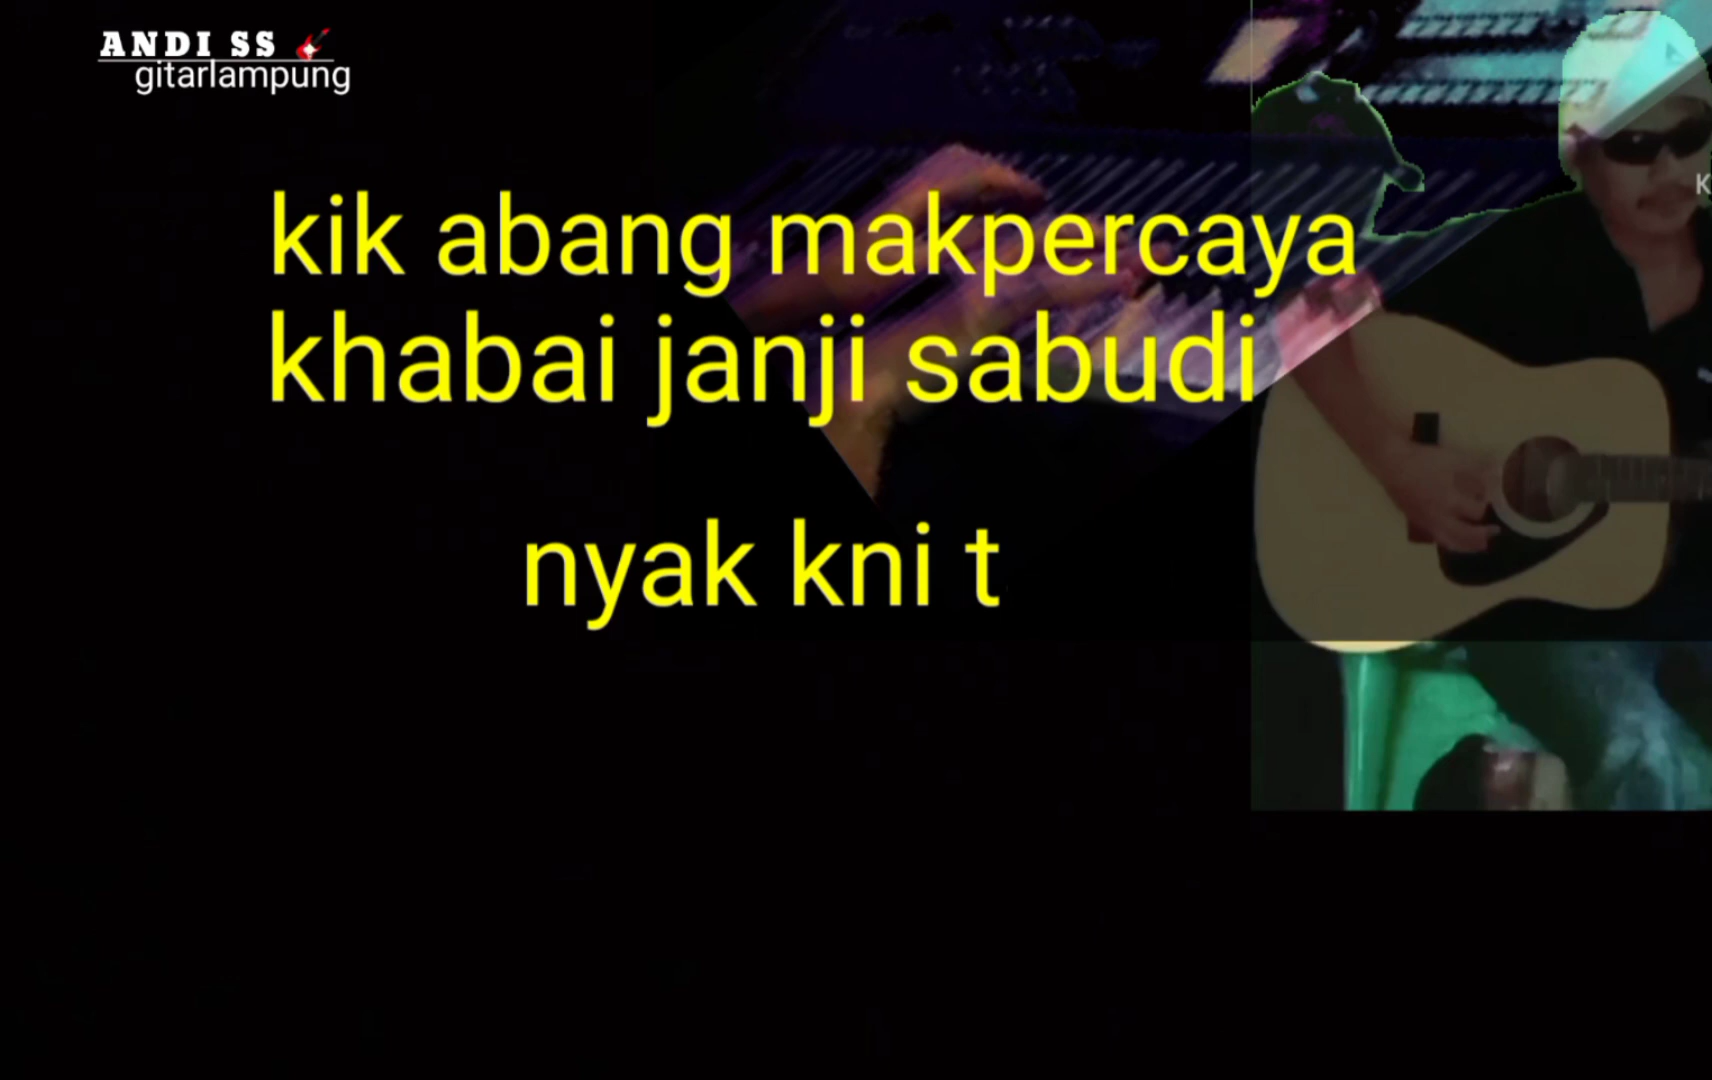 ANDI SS
gitarlampung
kik abang makpercaya
khabai janji sabudi
nyak kni t
K